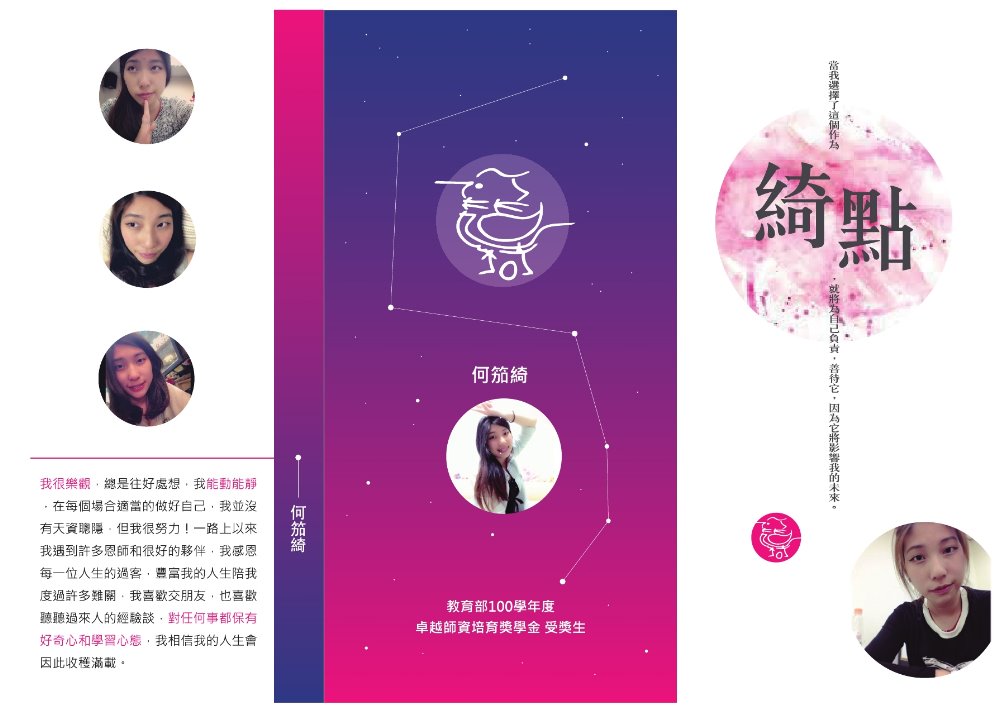 我很樂觀，總是往好處想，我能動能靜
，在每個場合適當的做好自己，我並沒
有天資聰隱，但我很努力！一路上以來
我遇到許多恩師和很好的夥伴，我感恩
每一位人生的過客，豐富我的人生陪我
度過許多難關，我喜歡交朋友，也喜歡
聽聽過來人的經驗談，對任何事都保有
好奇心和學習心態，我相信我的人生會
因此收穫滿載。
何笳綺
何笳綺
教育部100學年度
卓越師資培育獎學金 受獎生
當我選擇了這個作為
綺點
，就將為自己負責，善待它，因為它將影響我的未來。